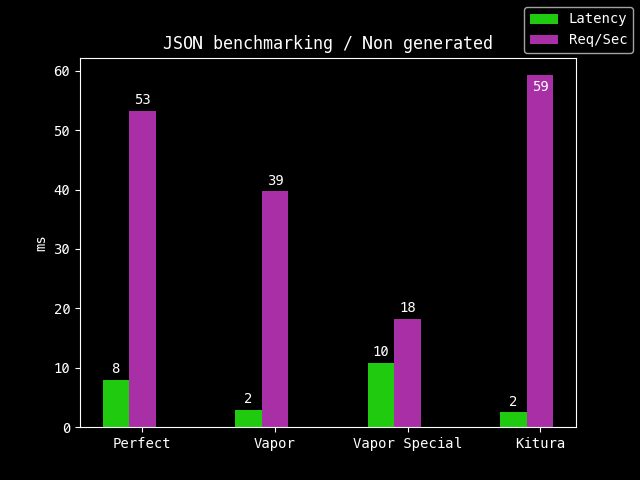 Latency
Req/Sec
JSON benchmarking / Non generated
60
50
40
30
20
10
0
ms
8
53
2
39
10
18
2
59
Perfect
Vapor
Vapor Special
Kitura